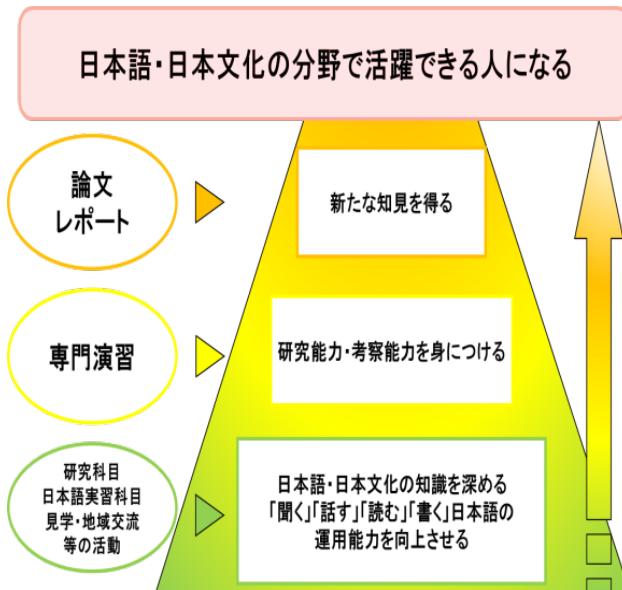 日本語・日本文化の分野で活躍できる人になる
論文
レポート
新たな知見を得る
専門演習
研究能力・考察能力を身につける
研究科目
日本語実習科目
見学・地域交流
等の活動
日本語・日本文化の知識を深める
「聞く」「話す」「読む」「書く」日本語の
運用能力を向上させる